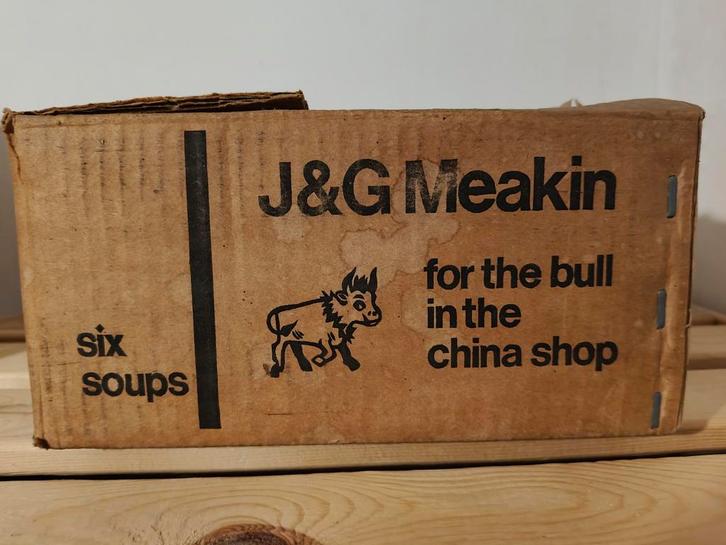 J&G Meakin
for the bull
in the
china shop
six
soups